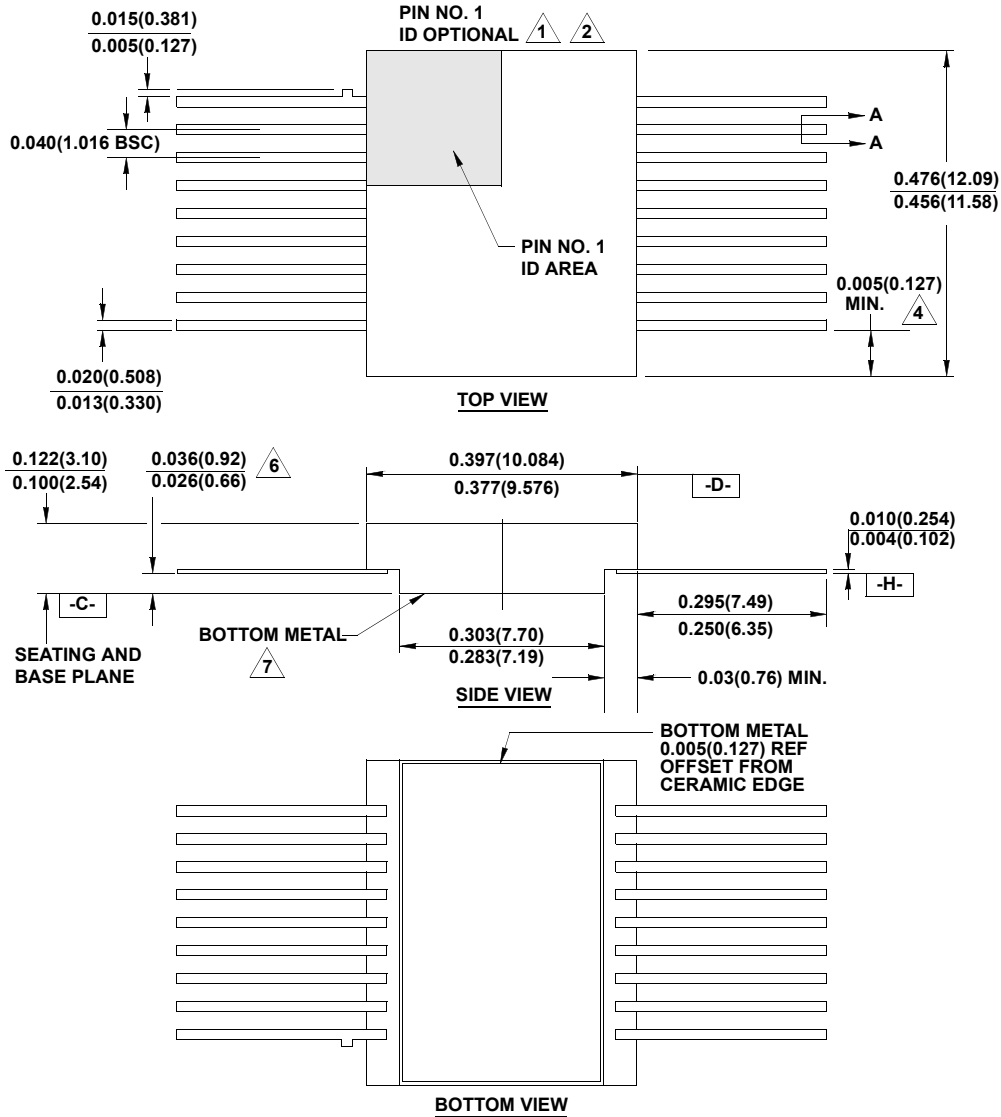 0.015(0.381)
0.005(0.127)
PIN NO. 1
ID OPTIONAL
1
2
0.040(1.016 BSC)
A
A
0.476(12.09)
0.456(11.58)
PIN NO. 1
ID AREA
0.005(0.127)
MIN.
4
0.020(0.508)
0.013(0.330)
TOP VIEW
0.122(3.10)
0.100(2.54)
0.036(0.92)
0.026(0.66)
6
0.397(10.084)
0.377(9.576)
-D-
0.010(0.254)
0.004(0.102)
-H-
-C-
0.295(7.49)
0.250(6.35)
SEATING AND
BASE PLANE
BOTTOM METAL
7
0.303(7.70)
0.283(7.19)
0.03(0.76) MIN.
SIDE VIEW
BOTTOM METAL
0.005(0.127) REF
OFFSET FROM
CERAMIC EDGE
BOTTOM VIEW